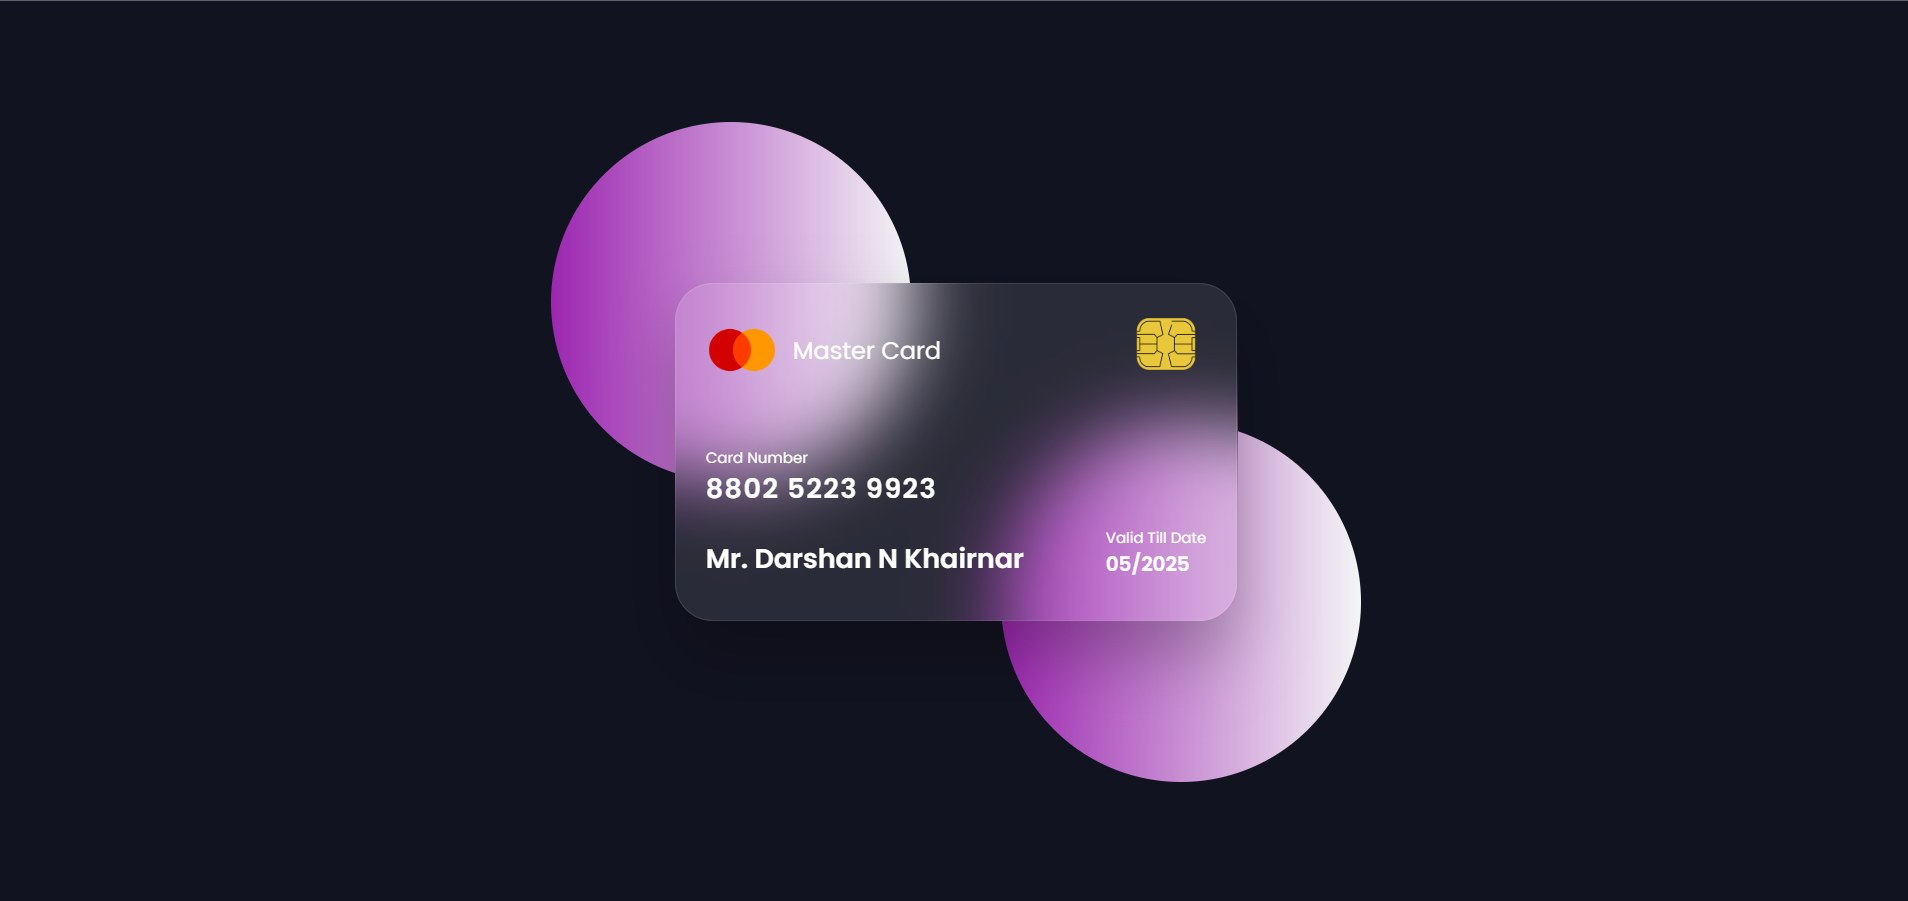 Master Card
Card Number
8802 5223 9923
Mr. Darshan N Khairnar
Valid Till Date
05/2025